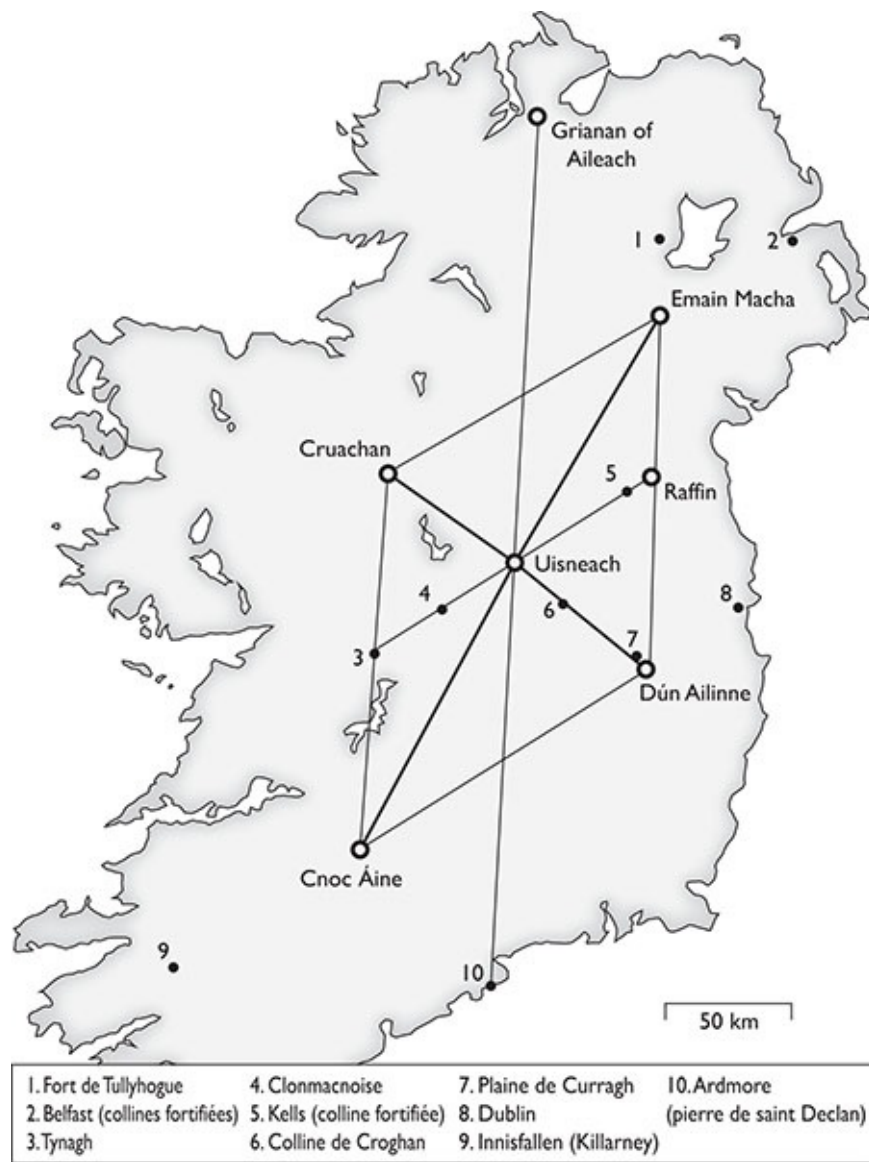 Grianan of
Aileach
1
2
Emain Macha
Cruachan
5
Raffin
Uisneach
4
6
8
3
7
Dún Ailinne
Cnoc Áine
9
10
50 km
1. Fort de Tullyhogue
2. Belfast (collines fortifiées)
3. Tynagh
4. Clonmacnoise
5. Kells (colline fortifiée)
6. Colline de Croghan
7. Plaine de Curragh
8. Dublin
9. Innisfallen (Killarney)
10. Ardmore
(pierre de saint Declan)